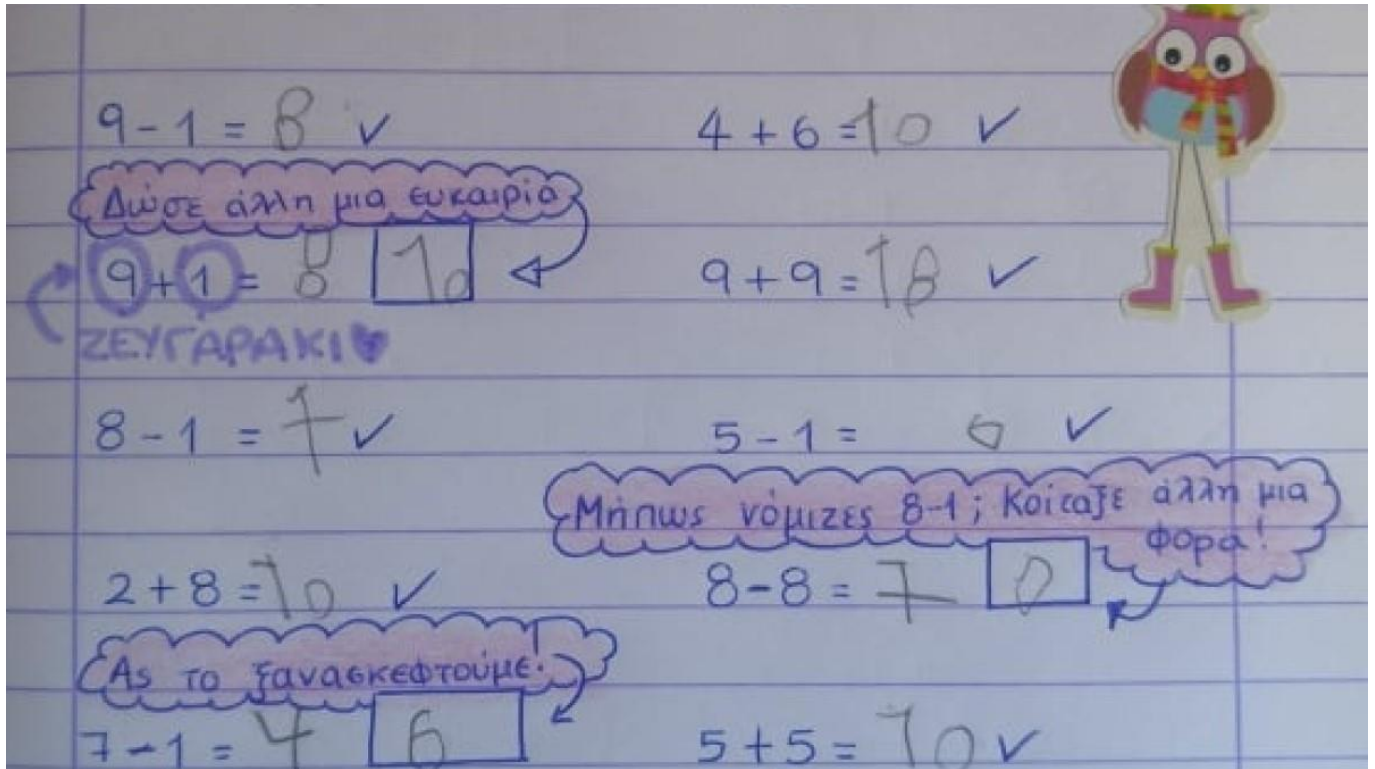 9 - 1 = 8 ✓ 4 + 6 = 10 ✓
Δώσε άλλη μια ευκαιρία
9 + 1 = 8 10 9 + 9 = 18 ✓
ΖΕΥΓΑΡΑΚΙ
8 - 1 = 7 ✓ 5 - 1 = 0 ✓
Μήπως νόμιζες 8-1; Κοίταξε άλλη μια
φορά!
2 + 8 = 10 ✓ 8 - 8 = 7 0
Ας το ξανασκεφτούμε!
7 - 1 = 7 6 5 + 5 = 10 ✓